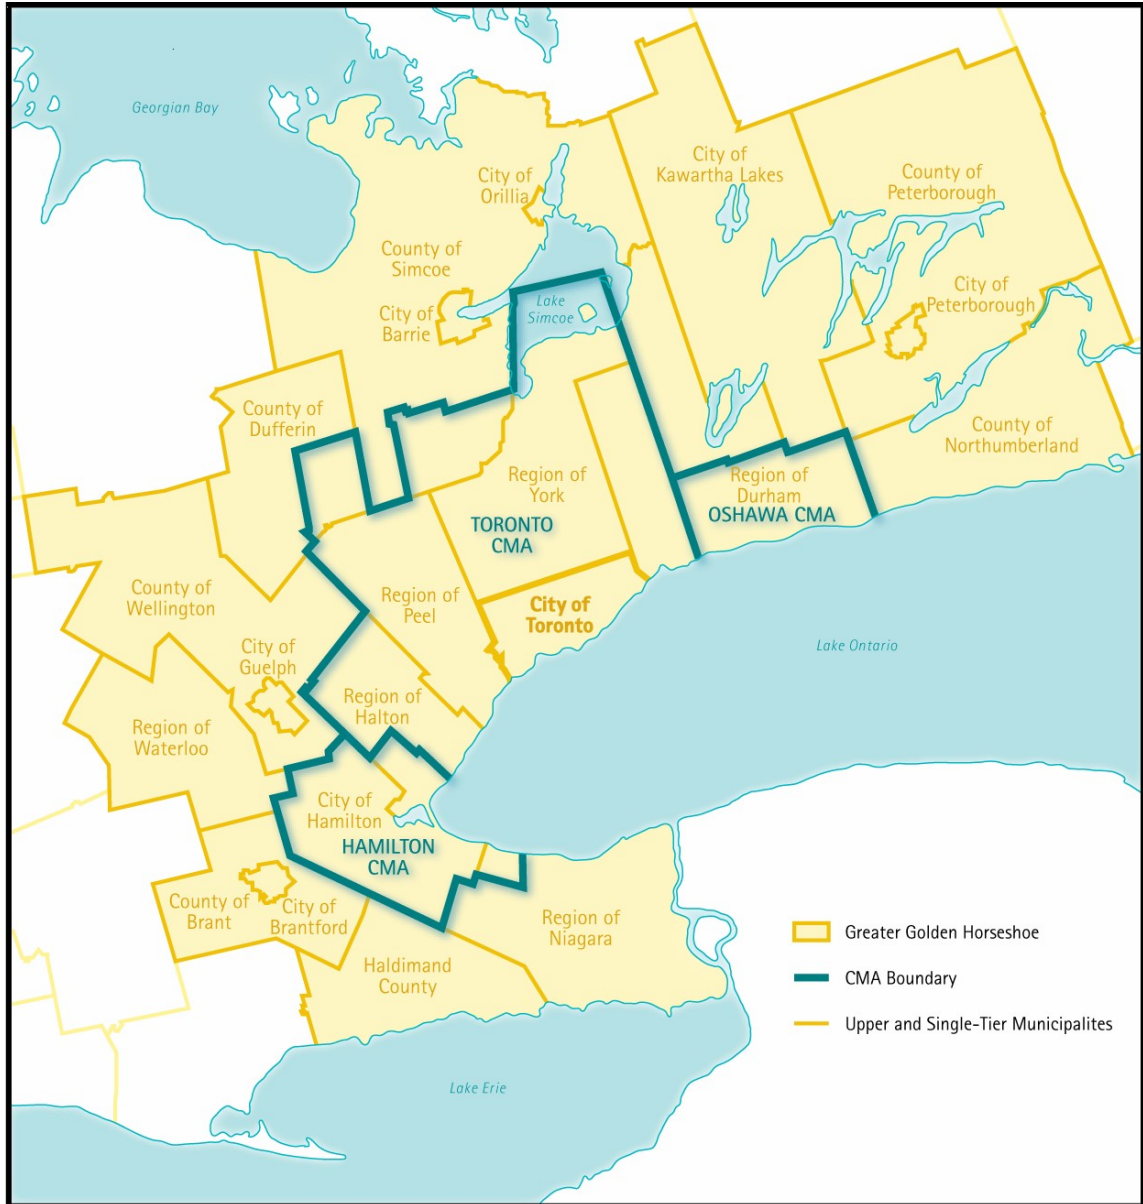 Georgian Bay
City of
Orillia
City of
Kawartha Lakes
County of
Peterborough
County of
Simcoe
City of
Barrie
Lake
Simcoe
City of
Peterborough
County of
Dufferin
County of
Northumberland
Region of
York
Region of
Durham
OSHAWA CMA
TORONTO
CMA
County of
Wellington
Region of
Peel
City of
Toronto
Lake Ontario
City of
Guelph
Region of
Halton
Region of
Waterloo
City of
Hamilton
HAMILTON
CMA
County of
Brant
City of
Brantford
Region of
Niagara
Haldimand
County
Lake Erie
Greater Golden Horseshoe
CMA Boundary
Upper and Single-Tier Municipalites